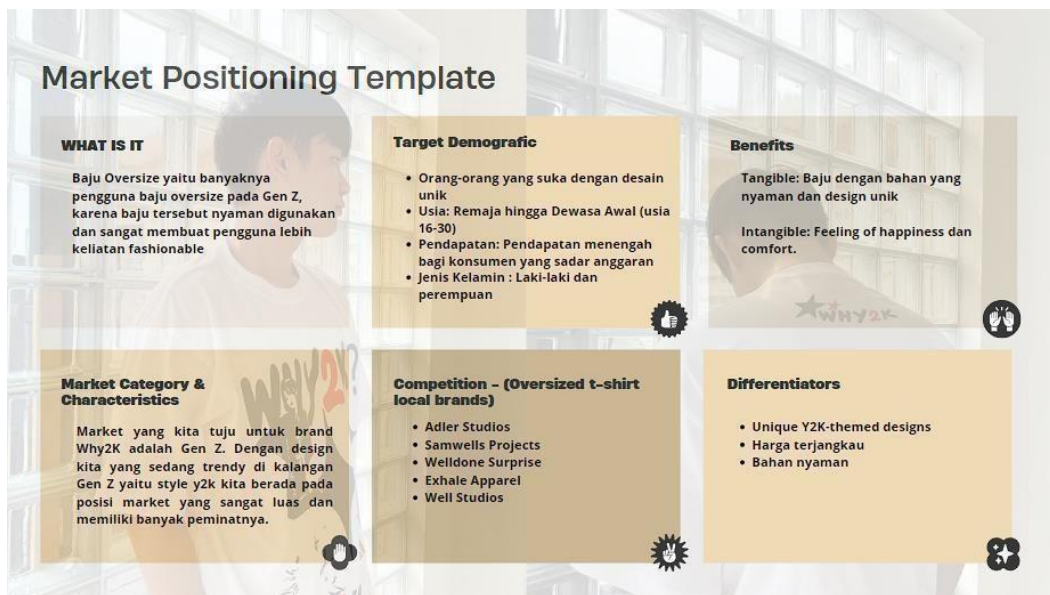 Market Positioning Template
WHAT IS IT
Baju Oversize yaitu banyaknya
pengguna baju oversize pada Gen Z,
karena baju tersebut nyaman digunakan
dan sangat membuat pengguna lebih
keliatan fashionable
Target Demografic
• Orang-orang yang suka dengan desain
unik
• Usia: Remaja hingga Dewasa Awal (usia
16-30)
• Pendapatan: Pendapatan menengah
bagi konsumen yang sadar anggaran
• Jenis Kelamin : Laki-laki dan
perempuan
Benefits
Tangible: Baju dengan bahan yang
nyaman dan design unik
Intangible: Feeling of happiness dan
comfort.
WHY2K
Market Category &
Characteristics
Market yang kita tuju untuk brand
Why2K adalah Gen Z. Dengan design
kita yang sedang trendy di kalangan
Gen Z yaitu style y2k kita berada pada
posisi market yang sangat luas dan
memiliki banyak peminatnya.
WHY2K?
Competition - (Oversized t-shirt
local brands)
• Adler Studios
• Samwells Projects
• Welldone Surprise
• Exhale Apparel
• Well Studios
Differentiators
• Unique Y2K-themed designs
• Harga terjangkau
• Bahan nyaman